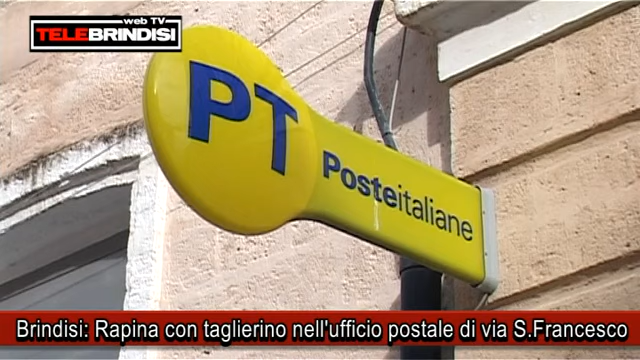 web TV
TELEBRINDISI
PT
Posteitaliane
Brindisi: Rapina con taglierino nell'ufficio postale di via S.Francesco